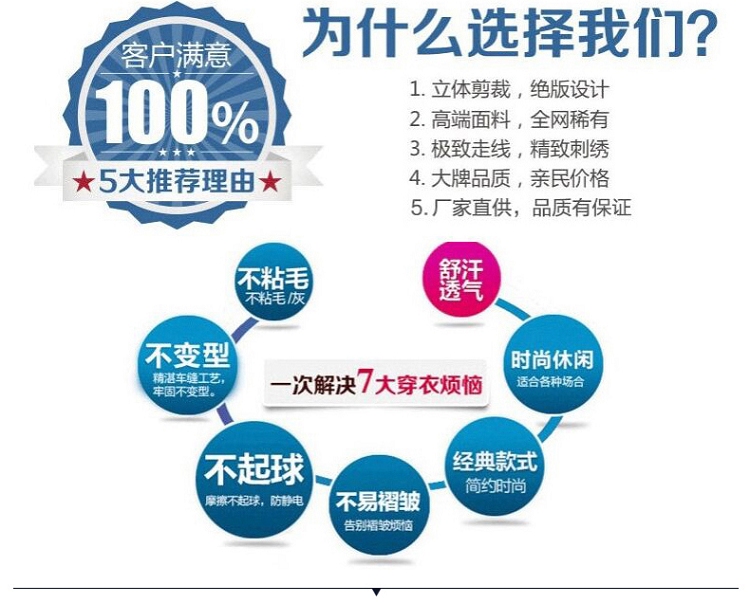 客户满意
100%
★5大推荐理由★
为什么选择我们?
1. 立体剪裁，绝版设计
2. 高端面料，全网稀有
3. 极致走线，精致刺绣
4. 大牌品质，亲民价格
5. 厂家直供，品质有保证
不粘毛
不粘毛/灰
舒汗
透气
不变型
精湛车缝工艺，
牢固不变型。
一次解决7大穿衣烦恼
时尚休闲
适合各种场合
不起球
摩擦不起球，防静电
不易褶皱
告别褶皱烦恼
经典款式
简约时尚